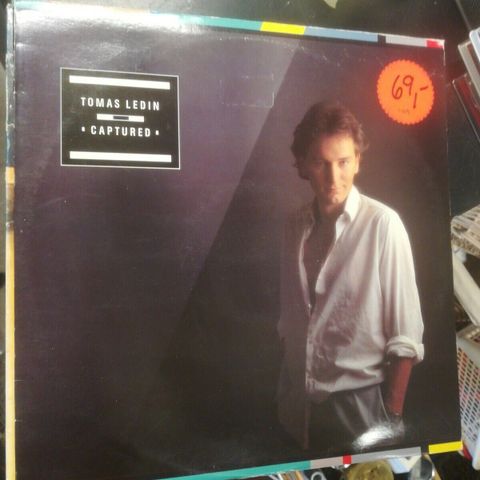 TOMAS LEDIN
• CAPTURED •
69,-